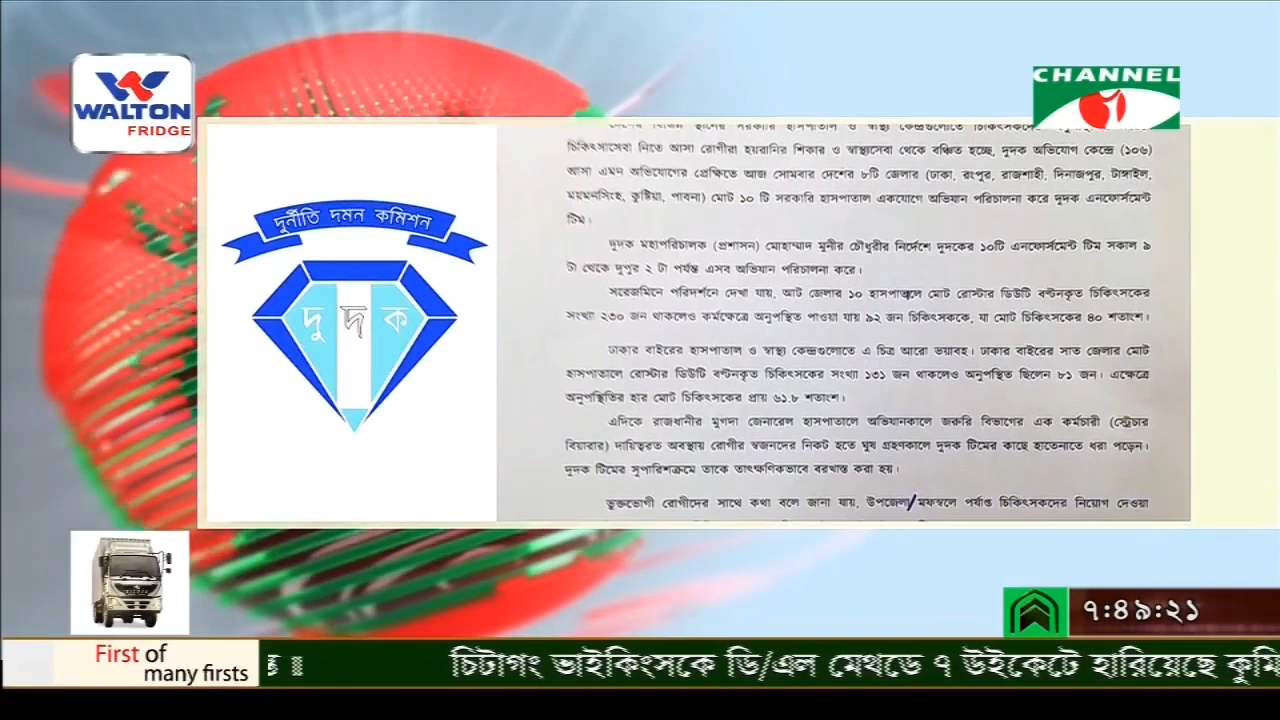 WALTON
FRIDGE
CHANNEL
দুর্নীতি দমন কমিশন
দুদক
সরকারি হাসপাতাল ও স্বাস্থ্য কেন্দ্রগুলোতে
চিকিৎসাসেবা নিতে আসা রোগীরা হয়রানির শিকার ও স্বাস্থ্যসেবা থেকে বঞ্চিত হচ্ছে, দুদক অভিযোগ কেন্দ্রে (১০৬)
আসা এমন অভিযোগের প্রেক্ষিতে আজ সোমবার দেশের ৮টি জেলার (ঢাকা, রংপুর, রাজশাহী, দিনাজপুর, টাঙ্গাইল,
ময়মনসিংহ, কুষ্টিয়া, পাবনা) মোট ১০ টি সরকারি হাসপাতাল একযোগে অভিযান পরিচালনা করে দুদক এনফোর্সমেন্ট
টিম।
দুদক মহাপরিচালক (প্রশাসন) মোহাম্মাদ মুনীর চৌধুরীর নির্দেশে দুদকের ১০টি এনফোর্সমেন্ট টিম সকাল ৯
টা থেকে দুপুর ২ টা পর্যন্ত এসব অভিযান পরিচালনা করে।
সরেজমিনে পরিদর্শনে দেখা যায়, আট জেলার ১০ হাসপাতালে মোট রোস্টার ডিউটি বণ্টনকৃত চিকিৎসকের
সংখ্যা ২৩০ জন থাকলেও কর্মক্ষেত্রে অনুপস্থিত পাওয়া যায় ৯২ জন চিকিৎসককে, যা মোট চিকিৎসকের ৪০ শতাংশ।
ঢাকার বাইরের হাসপাতাল ও স্বাস্থ্য কেন্দ্রগুলোতে এ চিত্র আরো ভয়াবহ। ঢাকার বাইরের সাত জেলার মোট
হাসপাতালে রোস্টার ডিউটি বণ্টনকৃত চিকিৎসকের সংখ্যা ১৩১ জন থাকলেও অনুপস্থিত ছিলেন ৮১ জন। এক্ষেত্রে
অনুপস্থিতির হার মোট চিকিৎসকের প্রায় ৬১.৮ শতাংশ।
এদিকে রাজধানীর মুগদা জেনারেল হাসপাতালে অভিযানকালে জরুরি বিভাগের এক কর্মচারী (স্ট্রেচার
বিয়ারার) দায়িত্বরত অবস্থায় রোগীর স্বজনদের নিকট হতে ঘুষ গ্রহণকালে দুদক টিমের কাছে হাতেনাতে ধরা পড়েন।
দুদক টিমের সুপারিশক্রমে তাকে তাৎক্ষণিকভাবে বরখাস্ত করা হয়।
ভুক্তভোগী রোগীদের সাথে কথা বলে জানা যায়, উপজেলা/মফস্বলে পর্যাপ্ত চিকিৎসকদের নিয়োগ দেওয়া
৭:৪৯:২১
First of
many firsts
চিটাগং ভাইকিংসকে ডি/এল মেথডে ৭ উইকেটে হারিয়েছে কুমি